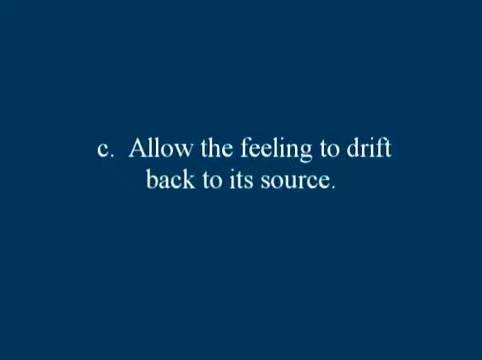 c. Allow the feeling to drift
back to its source.